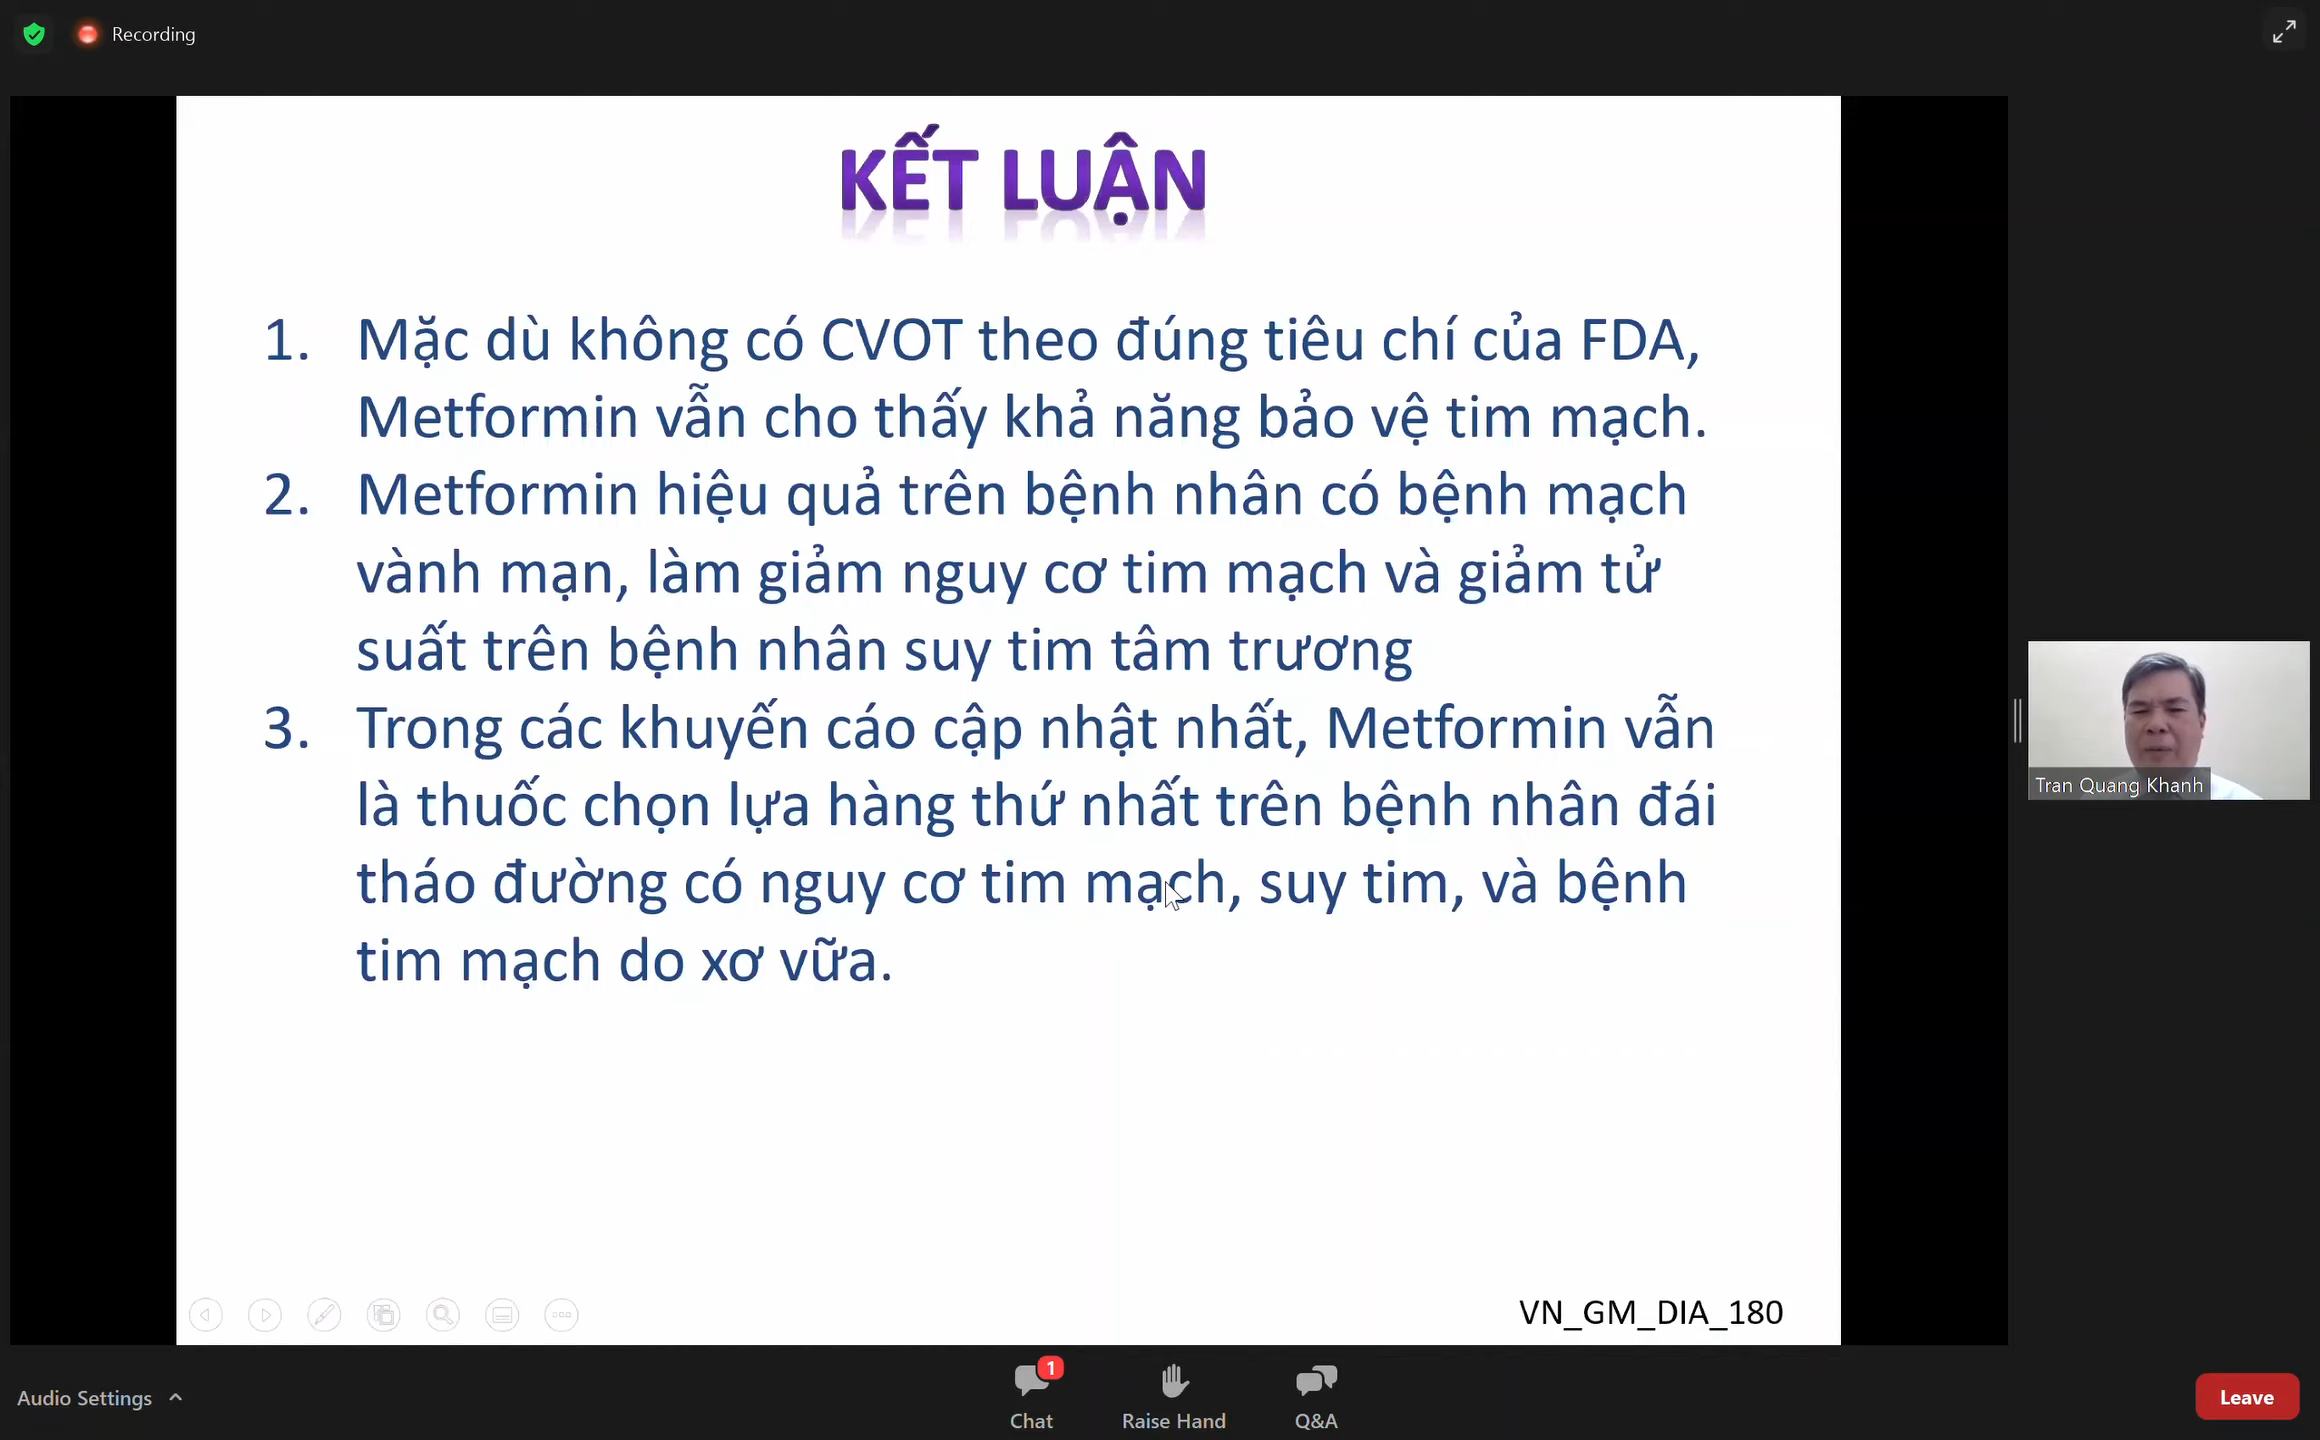 Recording
KẾT LUẬN
1. Mặc dù không có CVOT theo đúng tiêu chí của FDA,
Metformin vẫn cho thấy khả năng bảo vệ tim mạch.
2. Metformin hiệu quả trên bệnh nhân có bệnh mạch
vành mạn, làm giảm nguy cơ tim mạch và giảm tử
suất trên bệnh nhân suy tim tâm trương
3. Trong các khuyến cáo cập nhật nhất, Metformin vẫn
là thuốc chọn lựa hàng thứ nhất trên bệnh nhân đái
tháo đường có nguy cơ tim mạch, suy tim, và bệnh
tim mạch do xơ vữa.
Tran Quang Khanh
VN_GM_DIA_180
Audio Settings
1
Chat
Raise Hand
Q&A
Leave